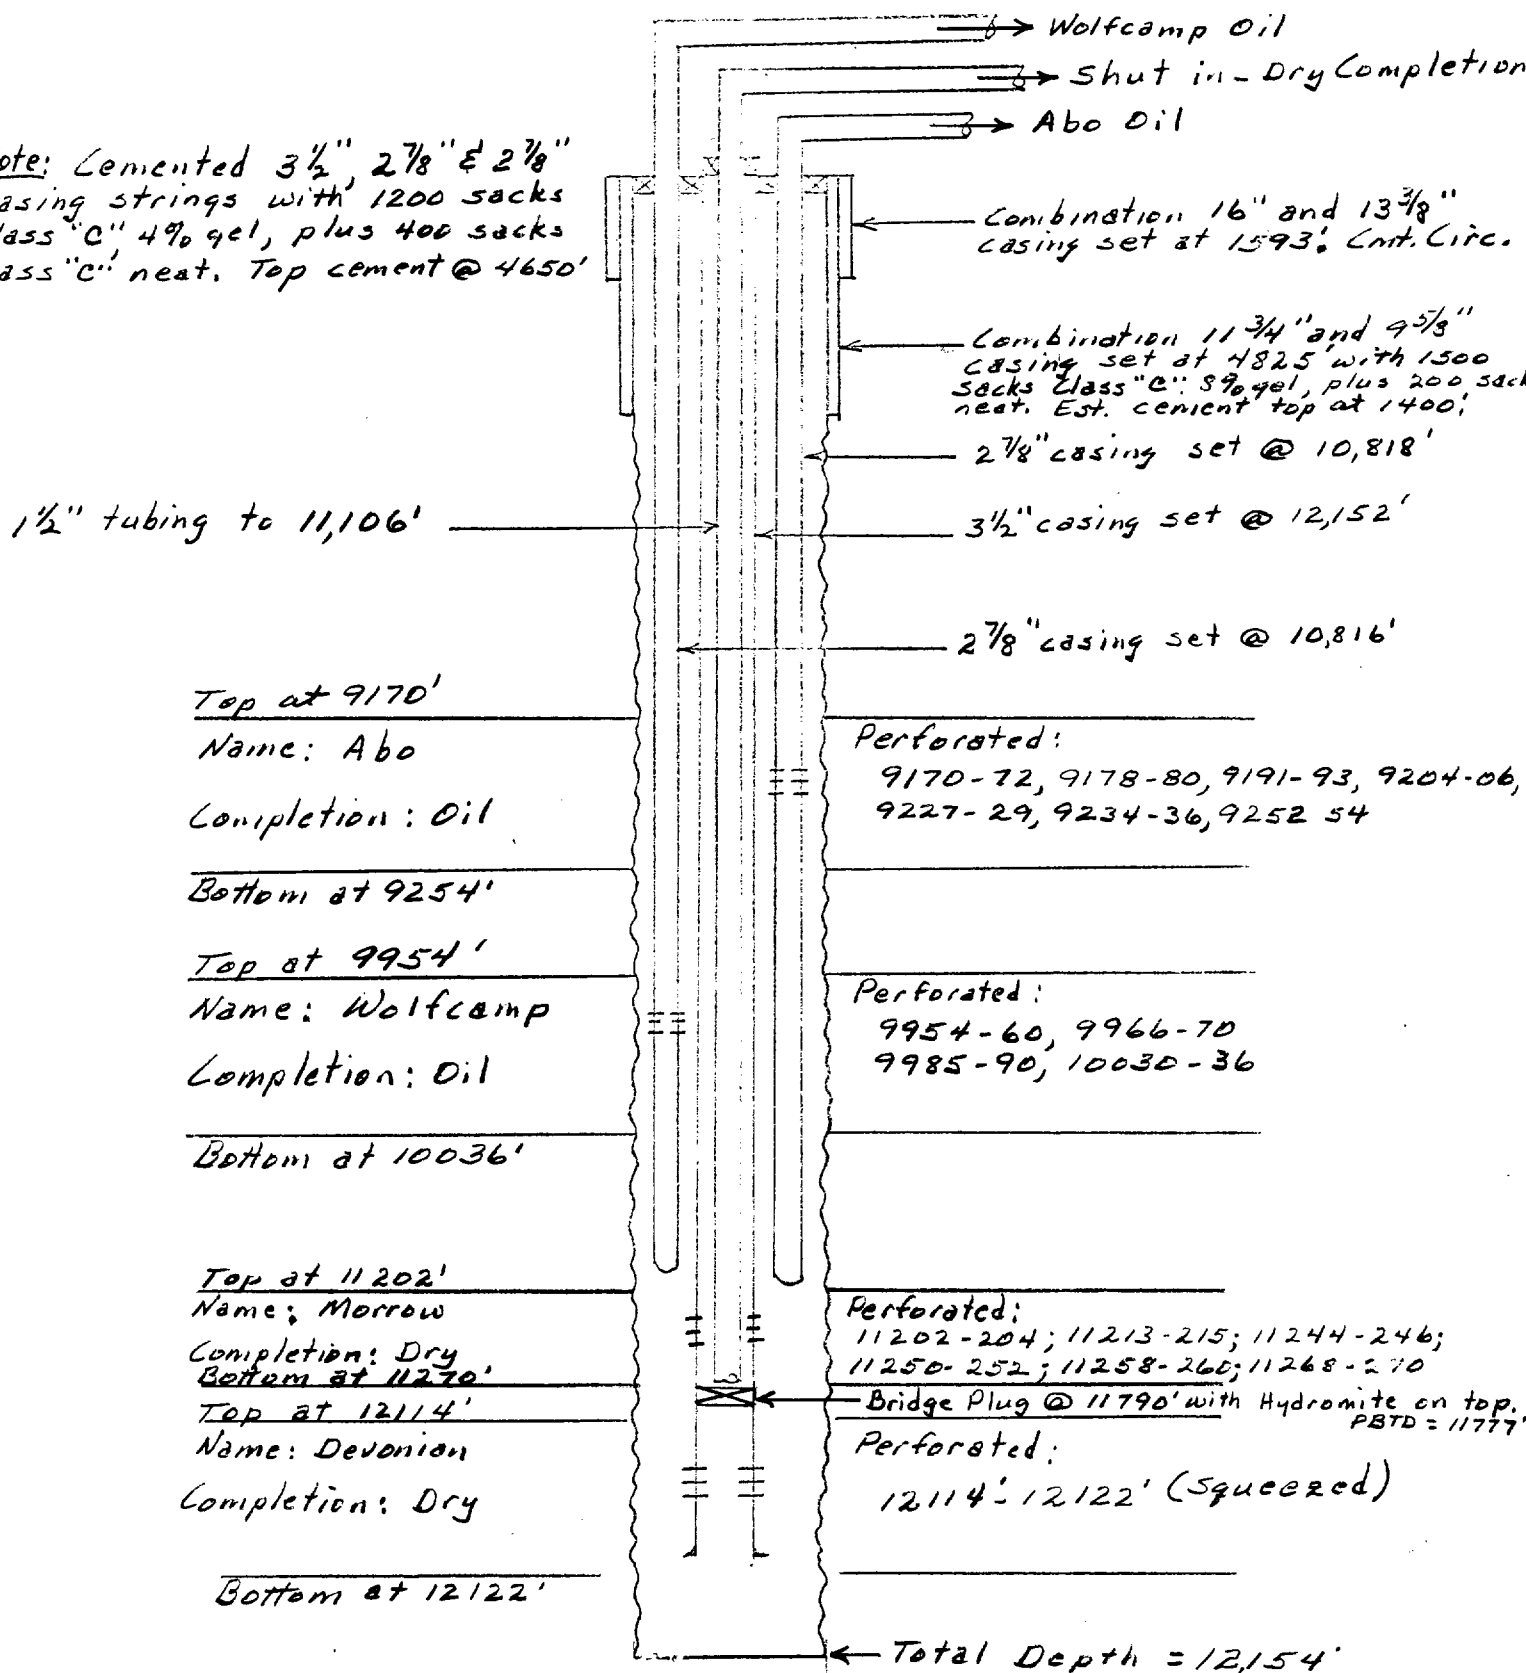 Wolfcamp Oil
Shut in - Dry Completion
Abo Oil
ote: Cemented 3½", 2⅞" & 2⅞"
asing strings with 1200 sacks
lass "C" 4% gel, plus 400 sacks
ass "C" neat. Top cement @ 4650'
Combination 16" and 13⅜"
casing set at 1593'. Cmt. Circ.
Combination 11¾" and 9⅝"
casing set at 4825' with 1500
sacks Class "C" 8% gel, plus 200 sack
neat. Est. cement top at 1400'.
2⅞" casing set @ 10,818'
1½" tubing to 11,106'
3½" casing set @ 12,152'
2⅞" casing set @ 10,816'
Top at 9170'
Name: Abo
Completion: Oil
Bottom at 9254'
Perforated:
9170-72, 9178-80, 9191-93, 9204-06,
9227-29, 9234-36, 9252 54
Top at 9954'
Name: Wolfcamp
Completion: Oil
Bottom at 10036'
Perforated:
9954-60, 9966-70
9985-90, 10030-36
Top at 11202'
Name: Morrow
Completion: Dry
Bottom at 11270'
Perforated:
11202-204; 11213-215; 11244-246;
11250-252; 11258-260; 11268-270
Bridge Plug @ 11790' with Hydromite on top.
PBTD = 11777'
Top at 12114'
Name: Devonian
Completion: Dry
Bottom at 12122'
Perforated:
12114'-12122' (Squeezed)
Total Depth = 12,154'